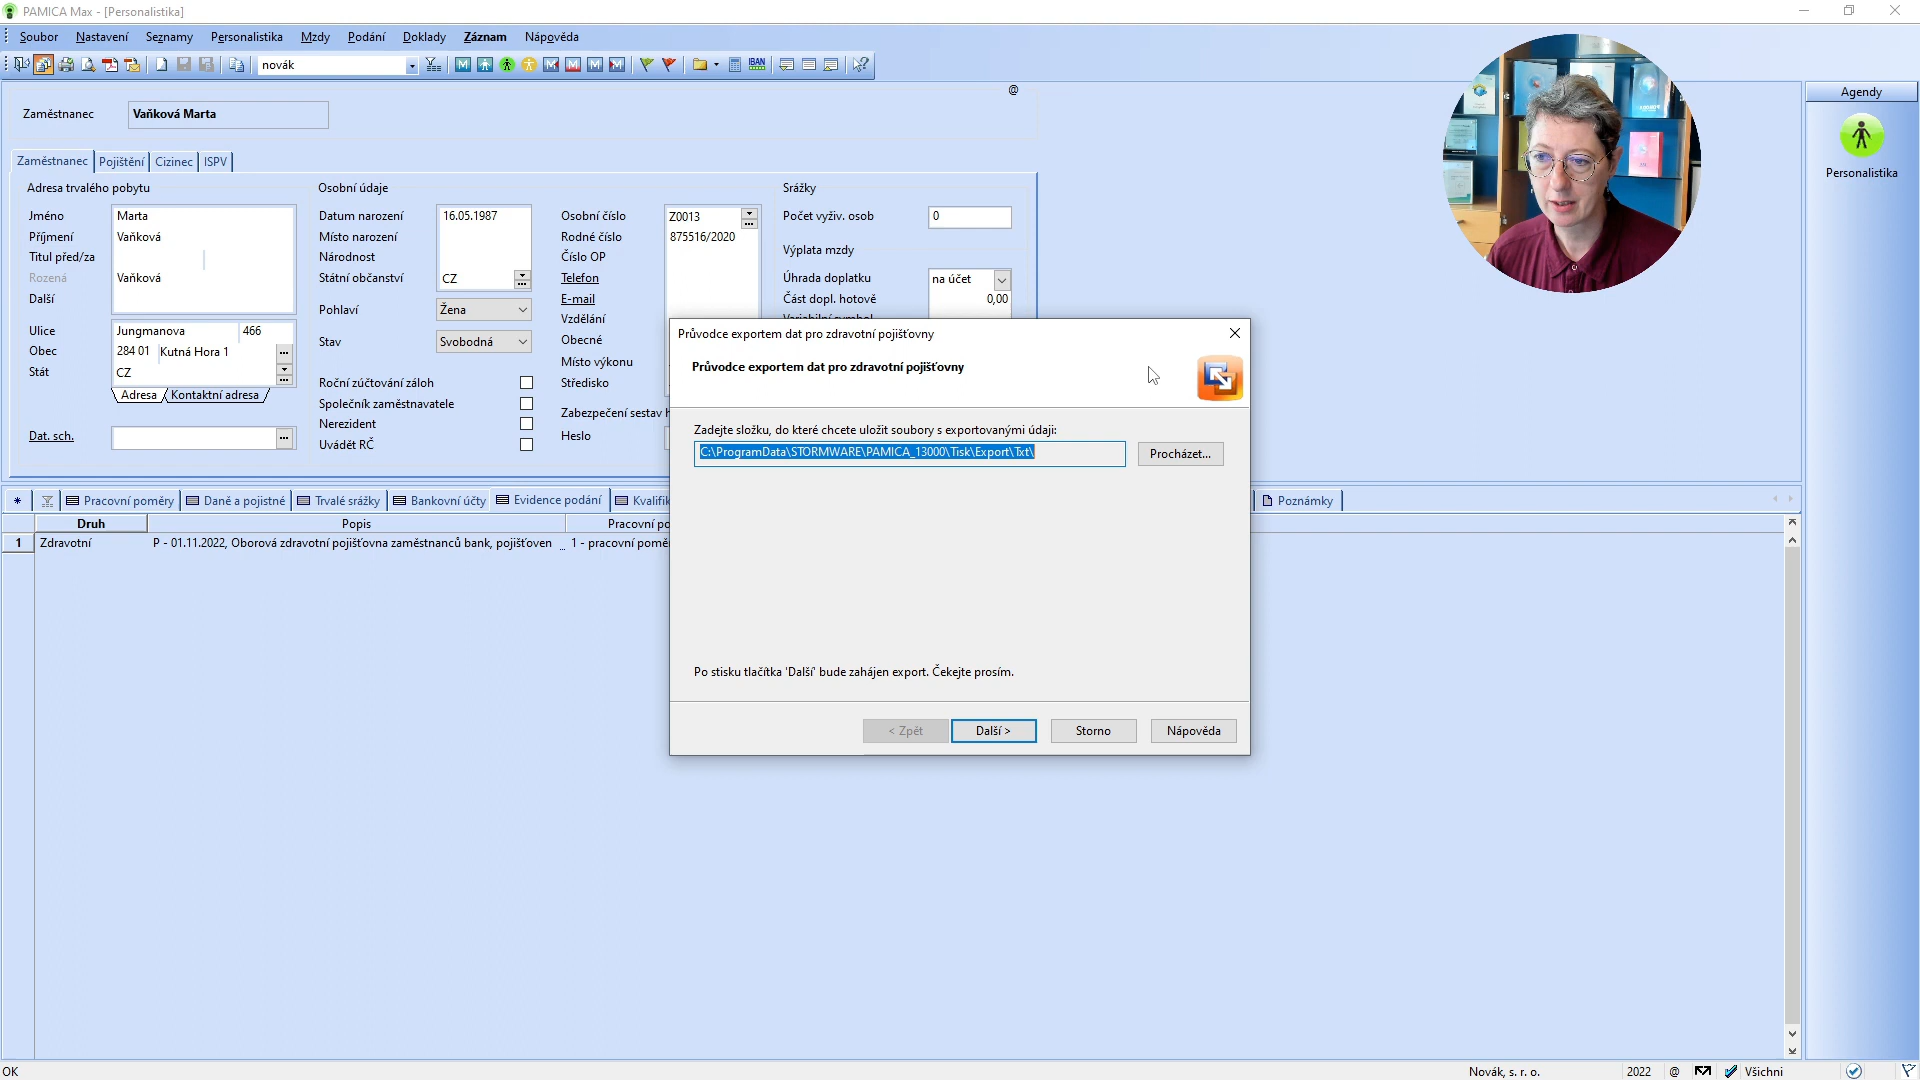 PAMICA Max - [Personalistika]
Soubor Nastavení Seznamy Personalistika Mzdy Podání Doklady Záznam Nápověda
novák
IBAN
@
Agendy
Personalistika
Zaměstnanec Vaňková Marta
Zaměstnanec Pojištění Cizinec ISPV
Adresa trvalého pobytu
Jméno Marta
Příjmení Vaňková
Titul před/za
Rozená Vaňková
Další
Ulice Jungmanova 466
Obec 284 01 Kutná Hora 1
Stát CZ
Adresa Kontaktní adresa
Dat. sch.
Osobní údaje
Datum narození 16.05.1987
Místo narození
Národnost
Státní občanství CZ
Pohlaví Žena
Stav Svobodná
Roční zúčtování záloh
Společník zaměstnavatele
Nerezident
Uvádět RČ
Osobní číslo Z0013
Rodné číslo 875516/2020
Číslo OP
Telefon
E-mail
Vzdělání
Obecné
Místo výkonu
Středisko
Zabezpečení sestav h
Heslo
Srážky
Počet vyživ. osob 0
Výplata mzdy
Úhrada doplatku na účet
Část dopl. hotově 0,00
Variabilní symbol
Průvodce exportem dat pro zdravotní pojišťovny
Průvodce exportem dat pro zdravotní pojišťovny
Zadejte složku, do které chcete uložit soubory s exportovanými údaji:
C:\ProgramData\STORMWARE\PAMICA_13000\Tisk\Export\Txt\ Procházet...
Po stisku tlačítka 'Další' bude zahájen export. Čekejte prosím.
< Zpět Další > Storno Nápověda
Pracovní poměry Daně a pojistné Trvalé srážky Bankovní účty Evidence podání Kvalifik Poznámky
Druh Popis Pracovní po
1 Zdravotní P - 01.11.2022, Oborová zdravotní pojišťovna zaměstnanců bank, pojišťoven ... 1 - pracovní pomě
OK Novák, s. r. o. 2022 @ Všichni